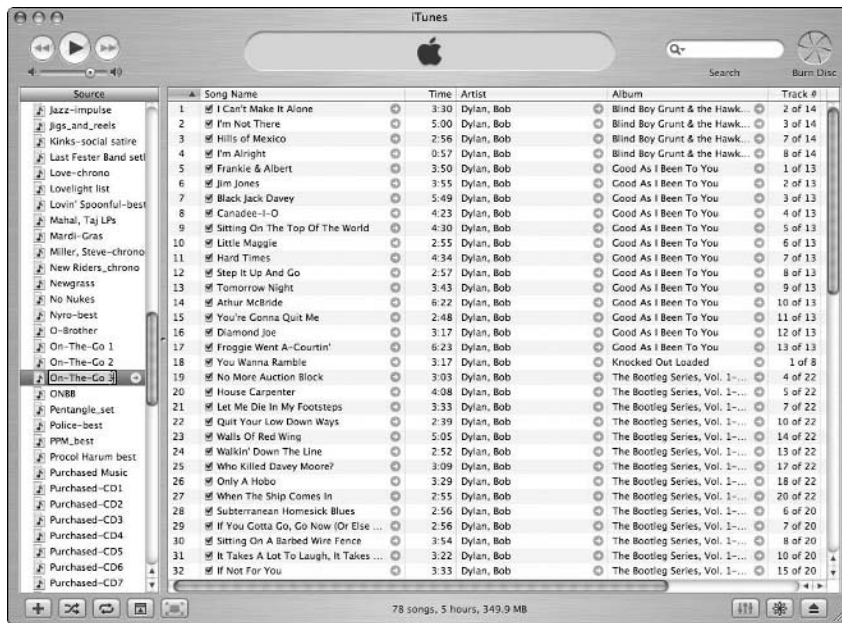 iTunes
Search
Burn Disc
Source
Jazz-impulse
Jigs_and_reels
Kinks-social satire
Last Fester Band setl
Love-chrono
Lovelight list
Lovin' Spoonful-best
Mahal, Taj LPs
Mardi-Gras
Miller, Steve-chrono
New Riders_chrono
Newgrass
No Nukes
Nyro-best
O-Brother
On-The-Go 1
On-The-Go 2
On-The-Go 3
ONBB
Pentangle_set
Police-best
PPM_best
Procol Harum best
Purchased Music
Purchased-CD1
Purchased-CD2
Purchased-CD3
Purchased-CD4
Purchased-CD5
Purchased-CD6
Purchased-CD7
Song Name Time Artist Album Track #
1 I Can't Make It Alone 3:30 Dylan, Bob Blind Boy Grunt & the Hawk... 2 of 14
2 I'm Not There 5:00 Dylan, Bob Blind Boy Grunt & the Hawk... 3 of 14
3 Hills of Mexico 2:56 Dylan, Bob Blind Boy Grunt & the Hawk... 7 of 14
4 I'm Alright 0:57 Dylan, Bob Blind Boy Grunt & the Hawk... 8 of 14
5 Frankie & Albert 3:50 Dylan, Bob Good As I Been To You 1 of 13
6 Jim Jones 3:55 Dylan, Bob Good As I Been To You 2 of 13
7 Black Jack Davey 5:49 Dylan, Bob Good As I Been To You 3 of 13
8 Canadee-I-O 4:23 Dylan, Bob Good As I Been To You 4 of 13
9 Sitting On The Top Of The World 4:30 Dylan, Bob Good As I Been To You 5 of 13
10 Little Maggie 2:55 Dylan, Bob Good As I Been To You 6 of 13
11 Hard Times 4:34 Dylan, Bob Good As I Been To You 7 of 13
12 Step It Up And Go 2:57 Dylan, Bob Good As I Been To You 8 of 13
13 Tomorrow Night 3:43 Dylan, Bob Good As I Been To You 9 of 13
14 Athur McBride 6:22 Dylan, Bob Good As I Been To You 10 of 13
15 You're Gonna Quit Me 2:48 Dylan, Bob Good As I Been To You 11 of 13
16 Diamond Joe 3:17 Dylan, Bob Good As I Been To You 12 of 13
17 Froggie Went A-Courtin' 6:23 Dylan, Bob Good As I Been To You 13 of 13
18 You Wanna Ramble 3:17 Dylan, Bob Knocked Out Loaded 1 of 8
19 No More Auction Block 3:03 Dylan, Bob The Bootleg Series, Vol. 1-... 4 of 22
20 House Carpenter 4:08 Dylan, Bob The Bootleg Series, Vol. 1-... 5 of 22
21 Let Me Die In My Footsteps 3:33 Dylan, Bob The Bootleg Series, Vol. 1-... 7 of 22
22 Quit Your Low Down Ways 2:39 Dylan, Bob The Bootleg Series, Vol. 1-... 10 of 22
23 Walls Of Red Wing 5:05 Dylan, Bob The Bootleg Series, Vol. 1-... 14 of 22
24 Walkin' Down The Line 2:52 Dylan, Bob The Bootleg Series, Vol. 1-... 13 of 22
25 Who Killed Davey Moore? 3:09 Dylan, Bob The Bootleg Series, Vol. 1-... 17 of 22
26 Only A Hobo 3:29 Dylan, Bob The Bootleg Series, Vol. 1-... 18 of 22
27 When The Ship Comes In 2:55 Dylan, Bob The Bootleg Series, Vol. 1-... 20 of 22
28 Subterranean Homesick Blues 2:56 Dylan, Bob The Bootleg Series, Vol. 1-... 6 of 20
29 If You Gotta Go, Go Now (Or Else ... 2:56 Dylan, Bob The Bootleg Series, Vol. 1-... 7 of 20
30 Sitting On A Barbed Wire Fence 3:54 Dylan, Bob The Bootleg Series, Vol. 1-... 8 of 20
31 It Takes A Lot To Laugh, It Takes ... 3:22 Dylan, Bob The Bootleg Series, Vol. 1-... 10 of 20
32 If Not For You 3:33 Dylan, Bob The Bootleg Series, Vol. 1-... 15 of 20
78 songs, 5 hours, 349.9 MB